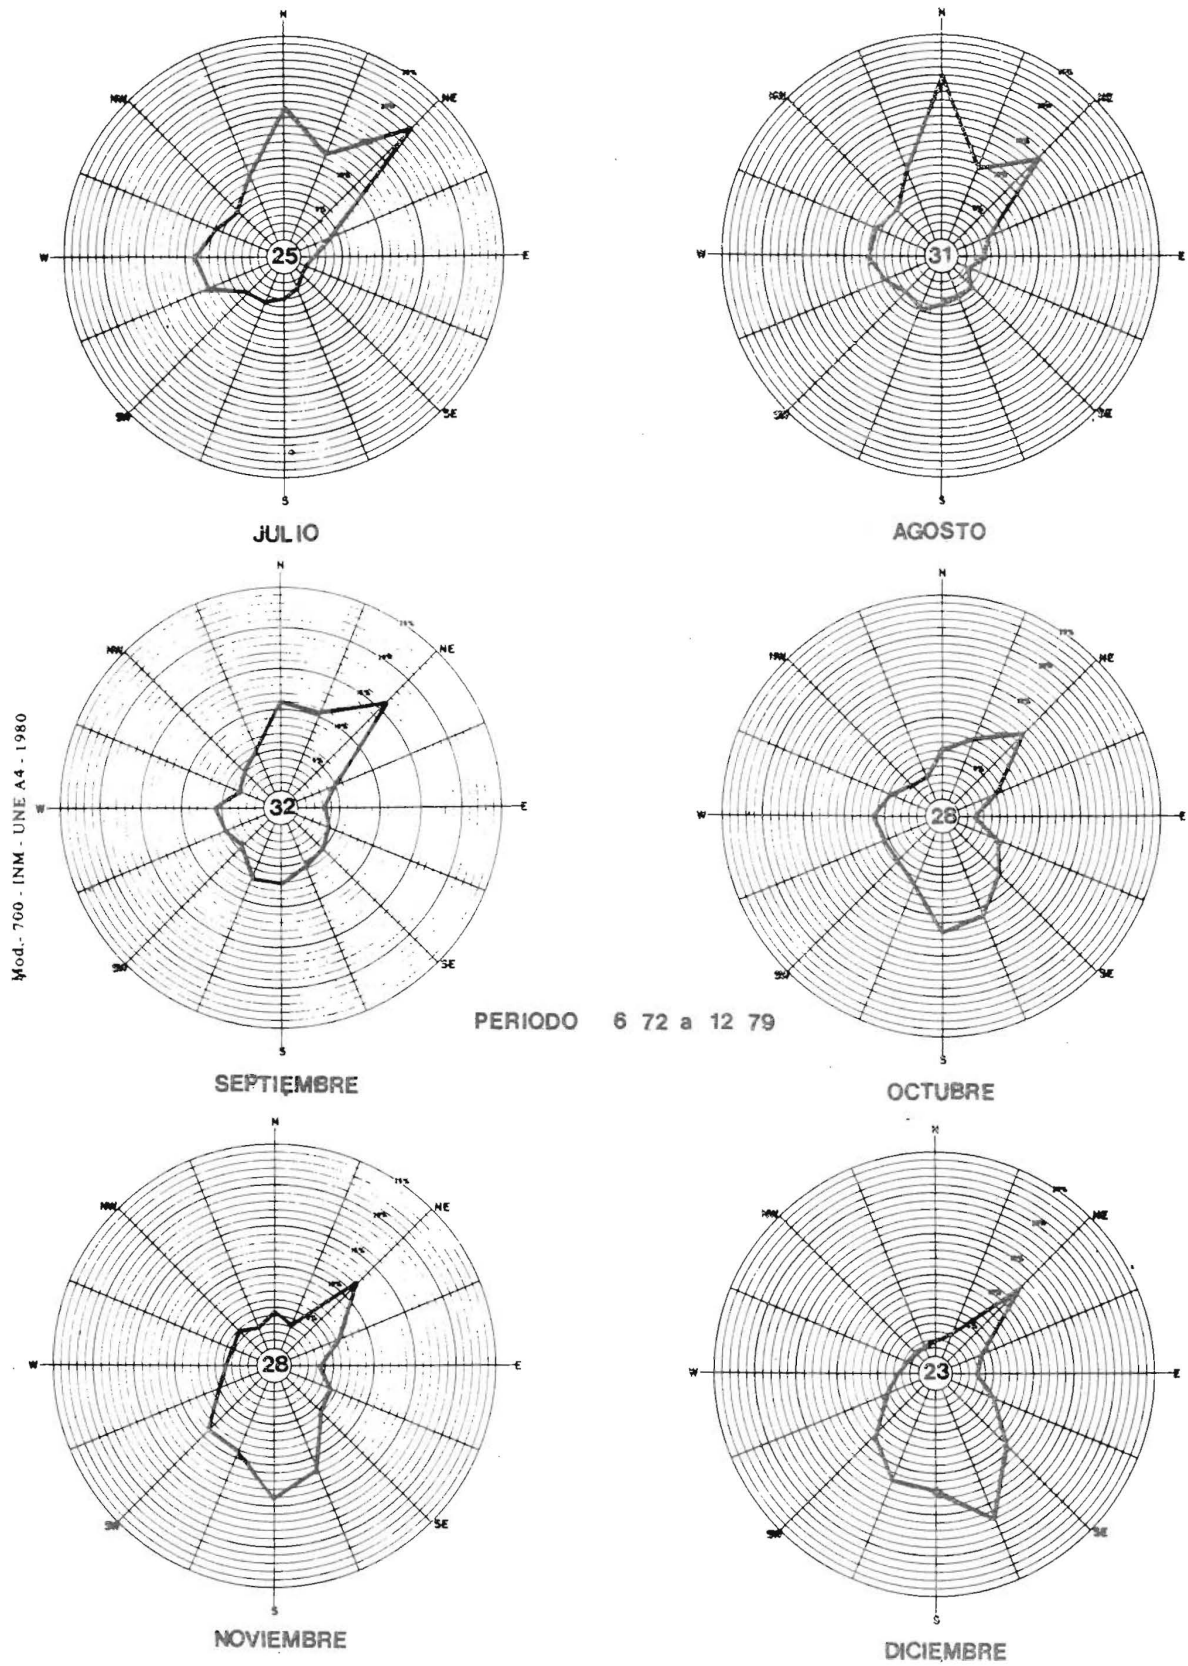 N
N
NW
NE
NW
NE
5%
W
25
E
W
31
E
SW
SE
SW
SE
S
S
JULIO
AGOSTO
N
N
NW
NE
NW
NE
W
32
E
W
28
E
SW
SE
SW
SE
S
S
PERIODO 6 72 a 12 79
SEPTIEMBRE
OCTUBRE
Mod.- 700 - INM - UNE A4 - 1980
N
N
NW
NE
NW
NE
W
28
E
W
23
E
SW
SE
SW
SE
S
S
NOVIEMBRE
DICIEMBRE